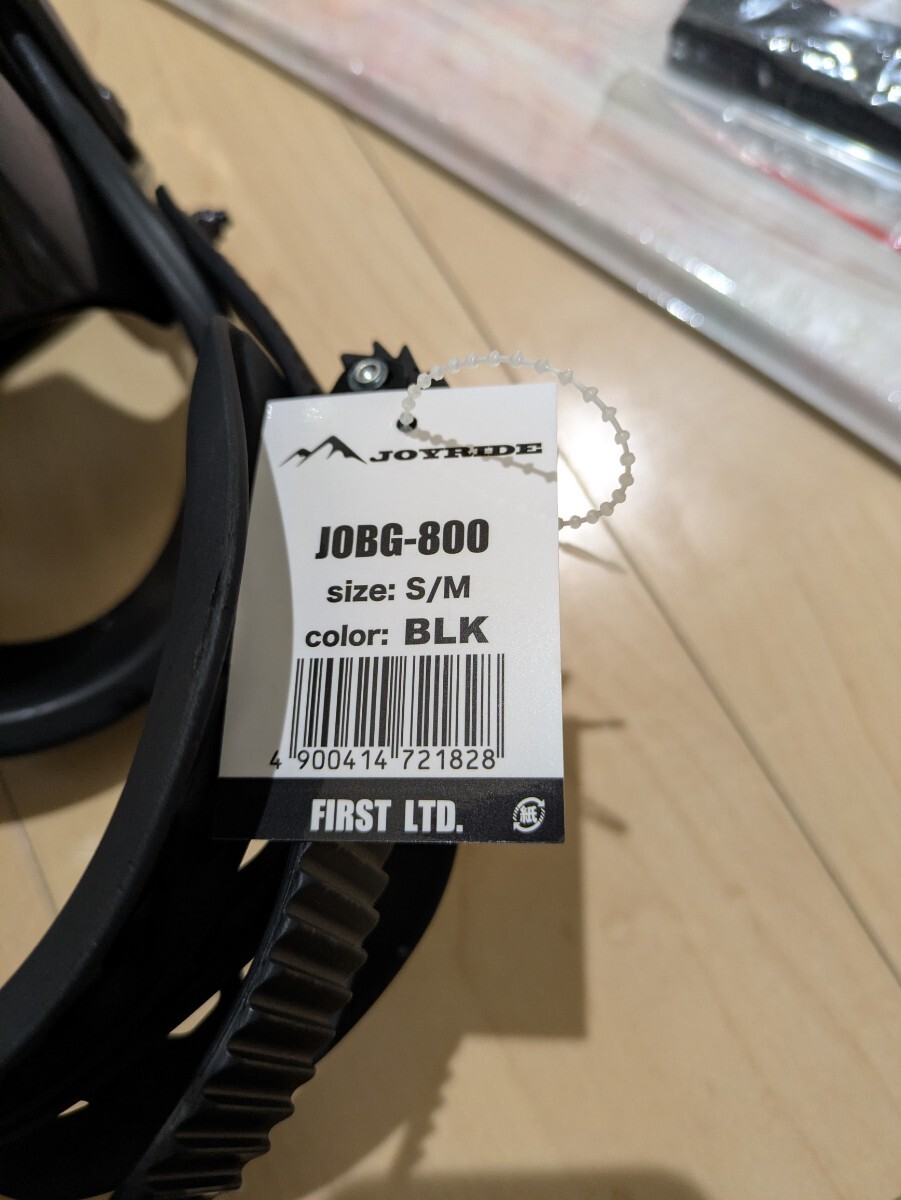 JOYRIDE
JOBG-800
size: S/M
color: BLK
4 900414 721828
FIRST LTD.
紙